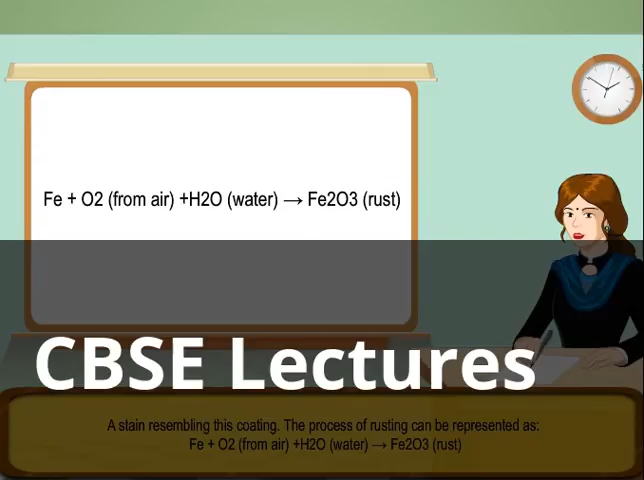 Fe + O2 (from air) +H2O (water) → Fe2O3 (rust)
CBSE Lectures
A stain resembling this coating. The process of rusting can be represented as:
Fe + O2 (from air) +H2O (water) → Fe2O3 (rust)